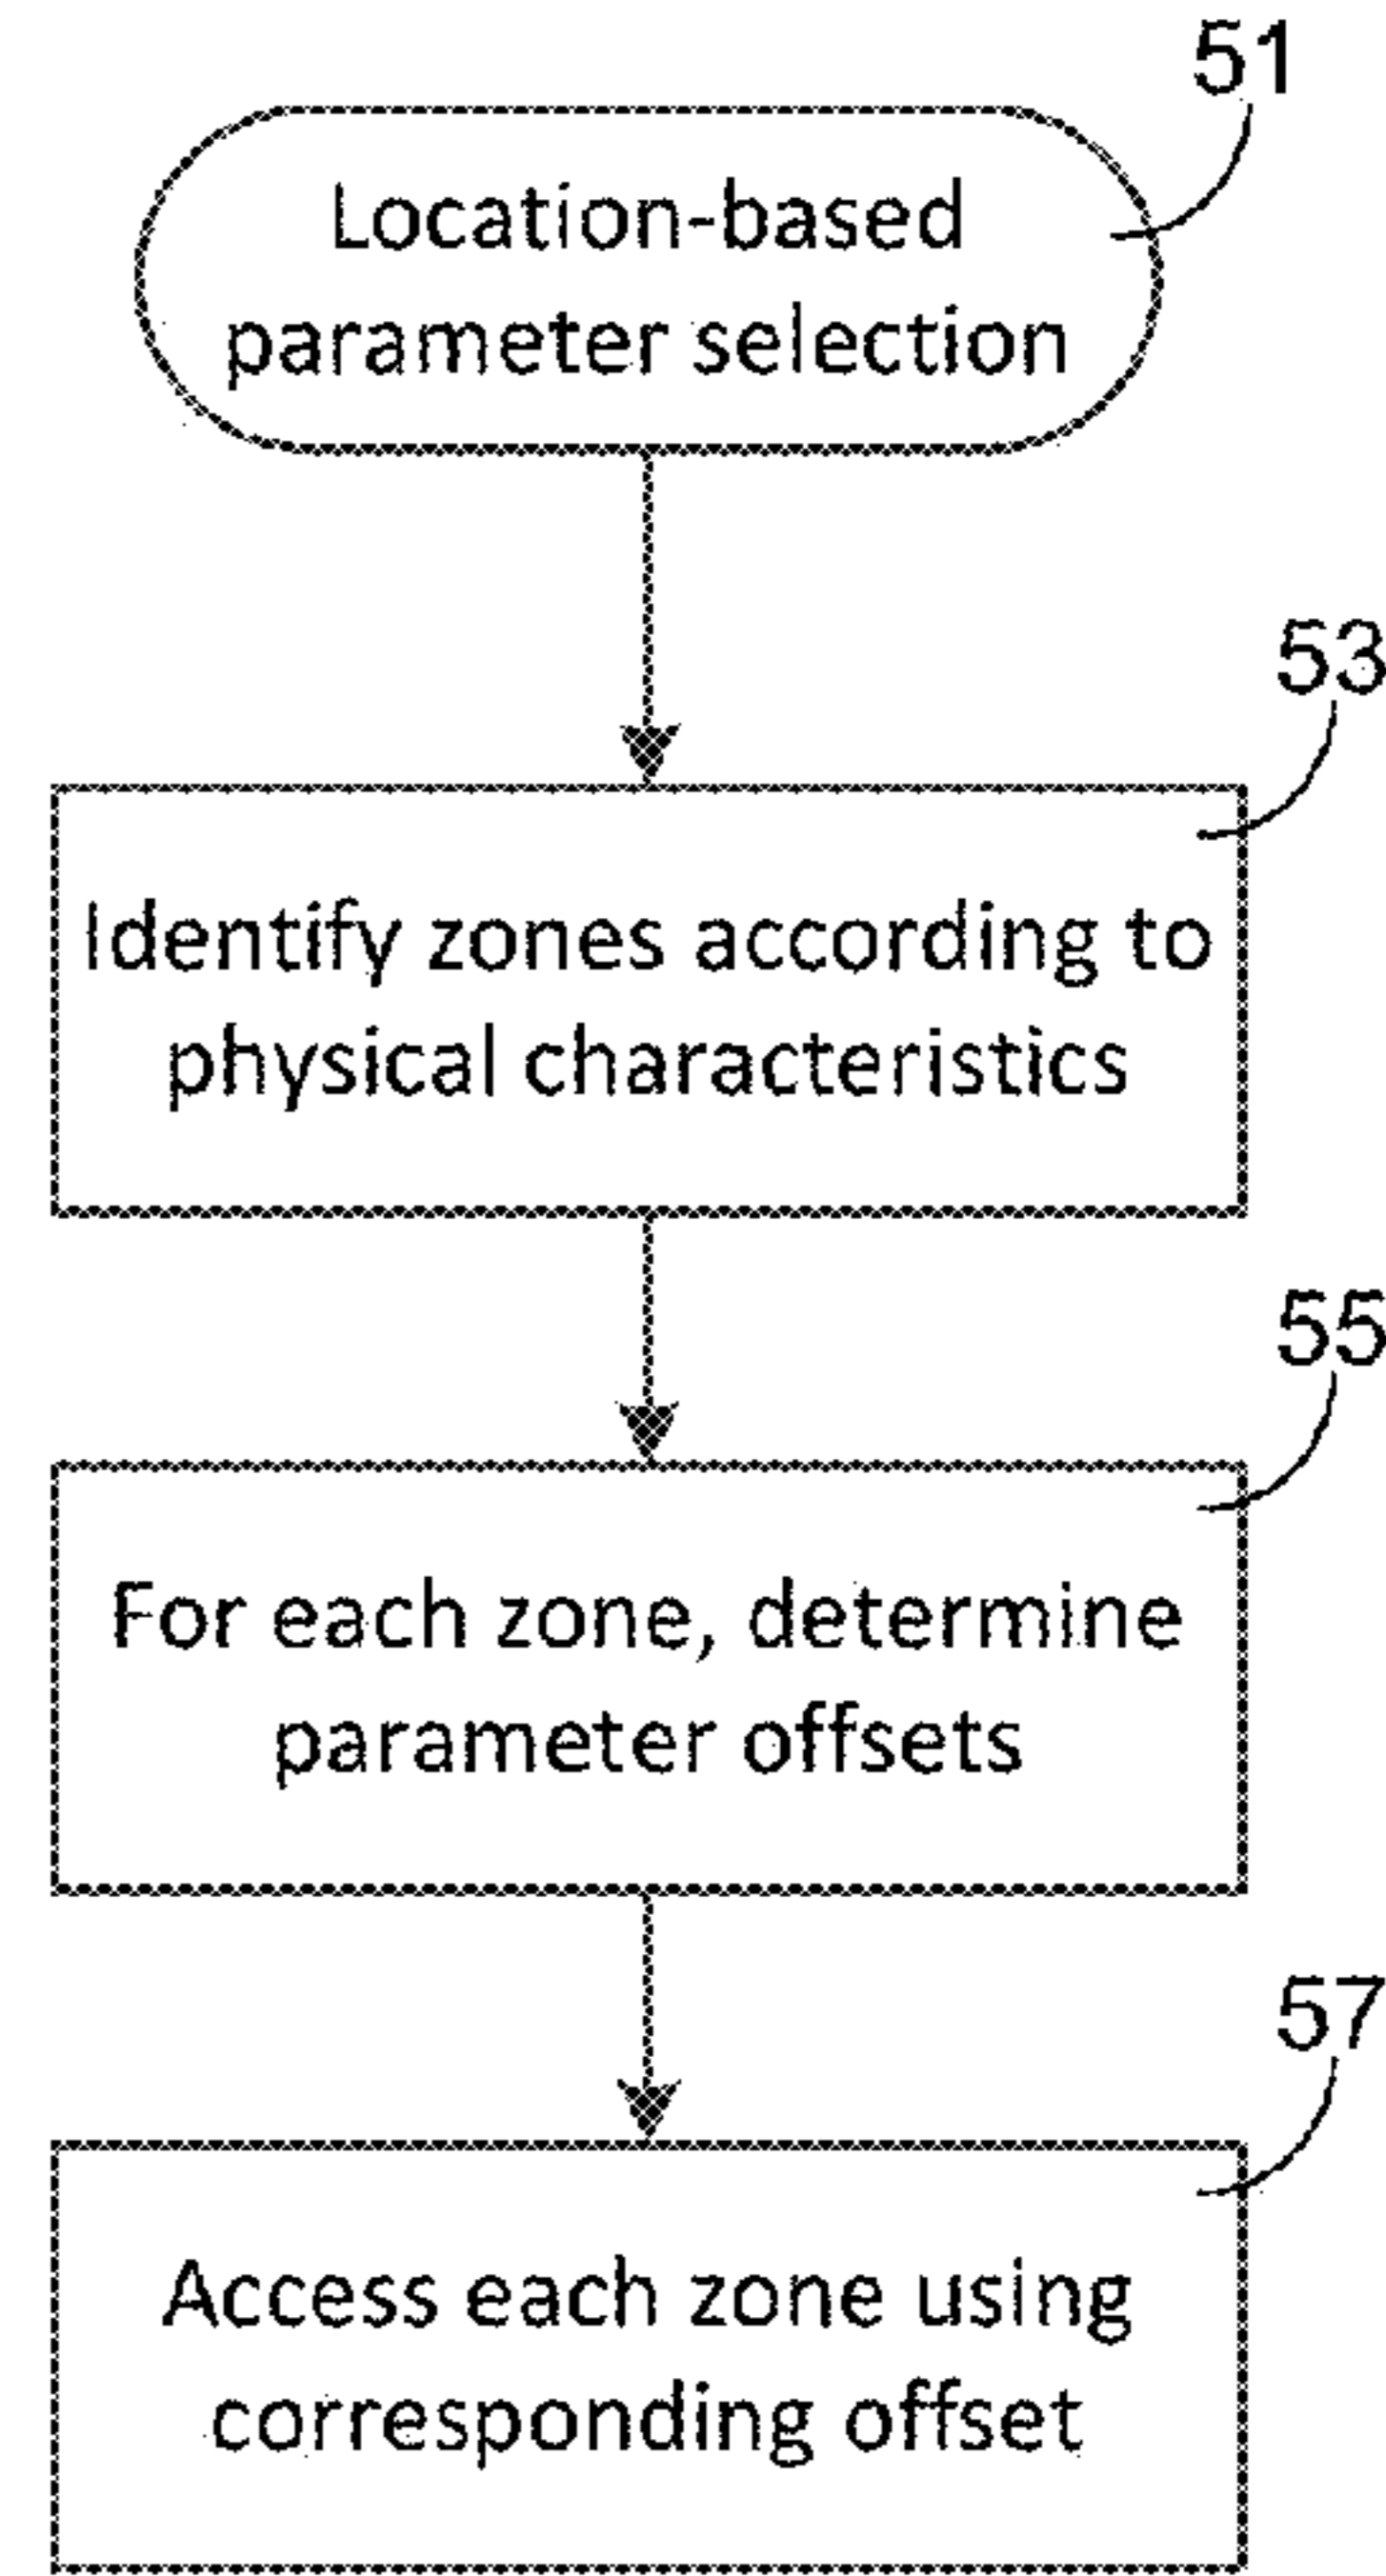 51
Location-based
parameter selection
53
Identify zones according to
physical characteristics
55
For each zone, determine
parameter offsets
57
Access each zone using
corresponding offset